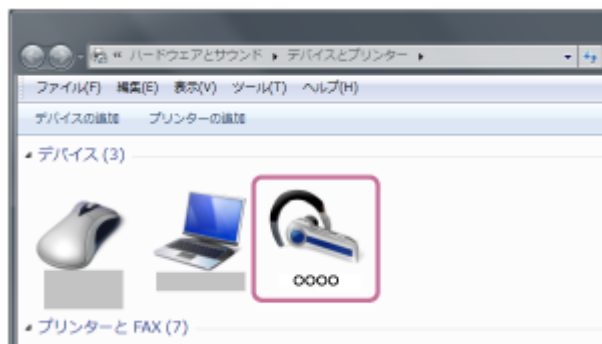 « ハードウェアとサウンド ▸ デバイスとプリンター ▸
ファイル(F) 編集(E) 表示(V) ツール(T) ヘルプ(H)
デバイスの追加 プリンターの追加
デバイス (3)
○○○○
プリンターと FAX (7)